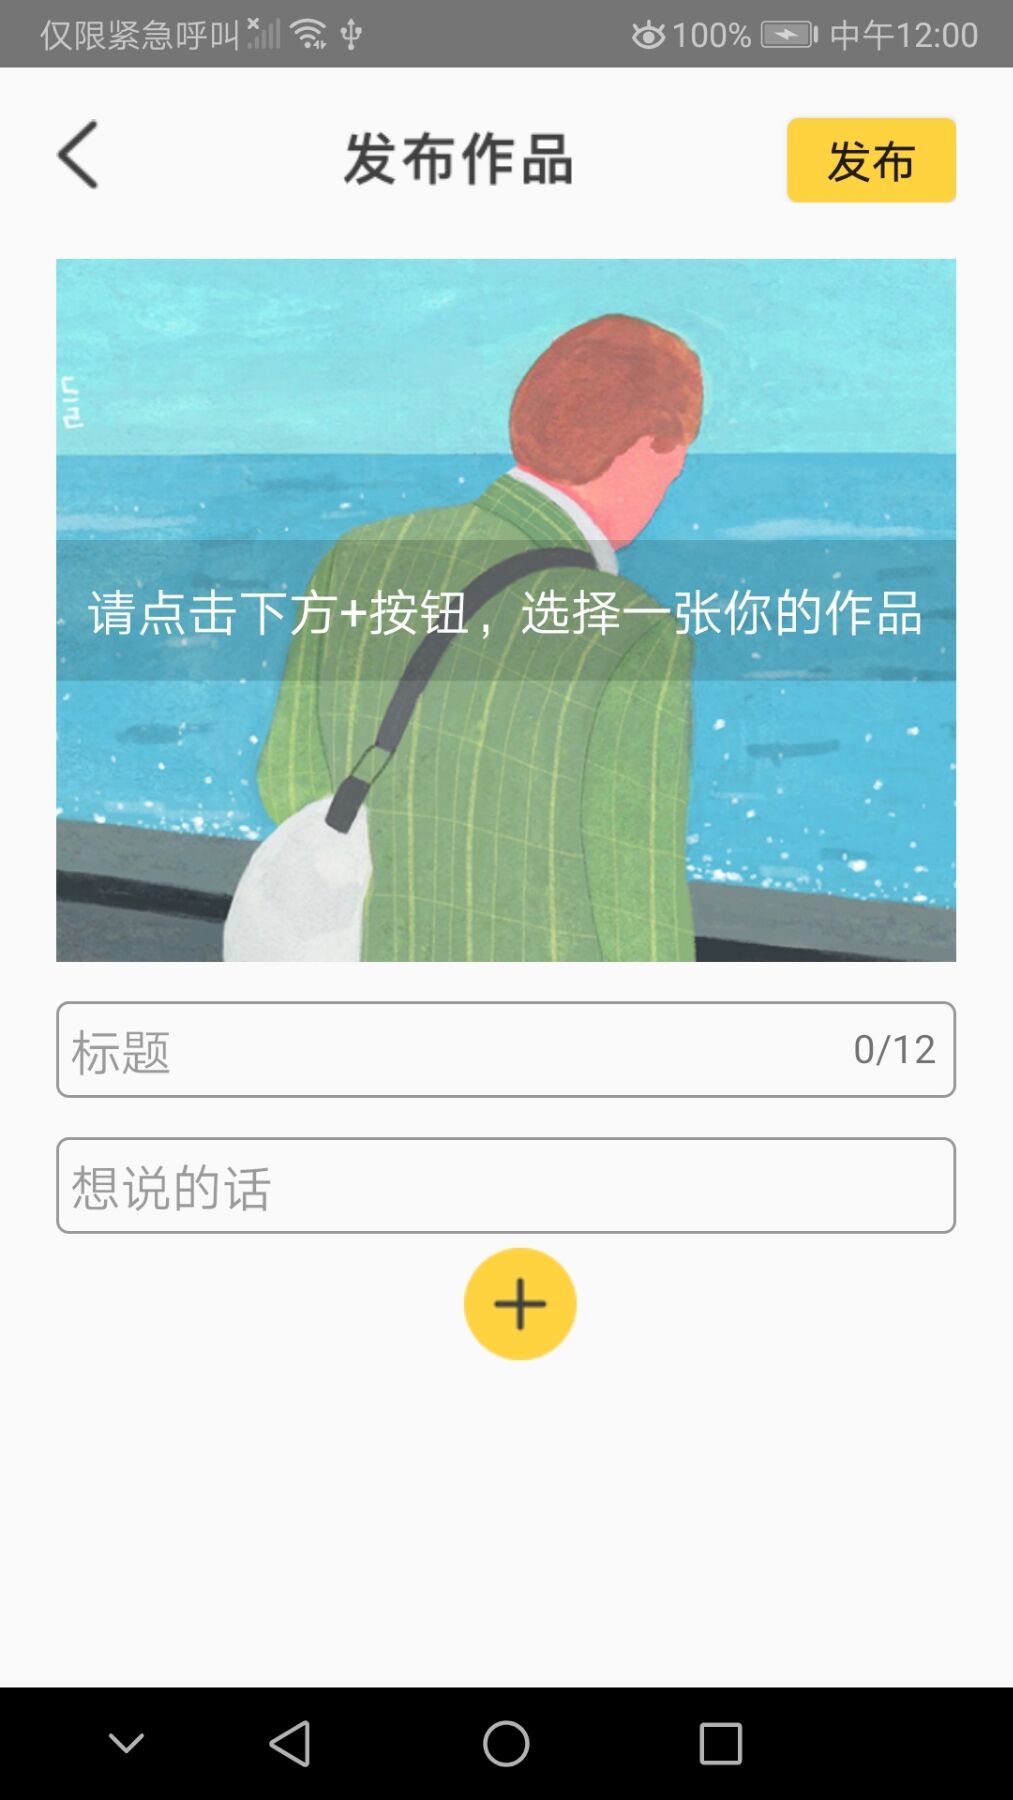 仅限紧急呼叫 100% 中午12:00
发布作品 发布
请点击下方+按钮，选择一张你的作品
标题 0/12
想说的话